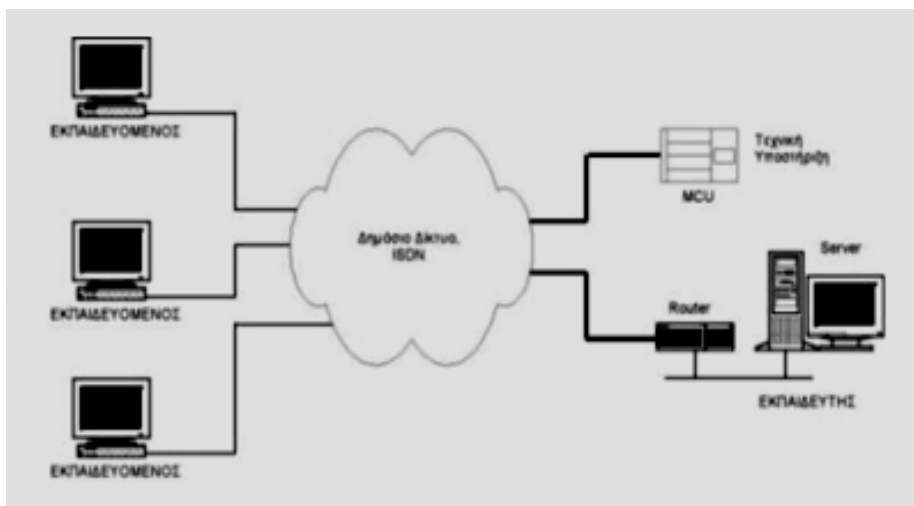 ΕΚΠΑΙΔΕΥΟΜΕΝΟΣ
ΕΚΠΑΙΔΕΥΟΜΕΝΟΣ
ΕΚΠΑΙΔΕΥΟΜΕΝΟΣ
Δημόσιο Δίκτυο,
ISDN
Τεχνική
Υποστήριξη
MCU
Server
Router
ΕΚΠΑΙΔΕΥΤΗΣ